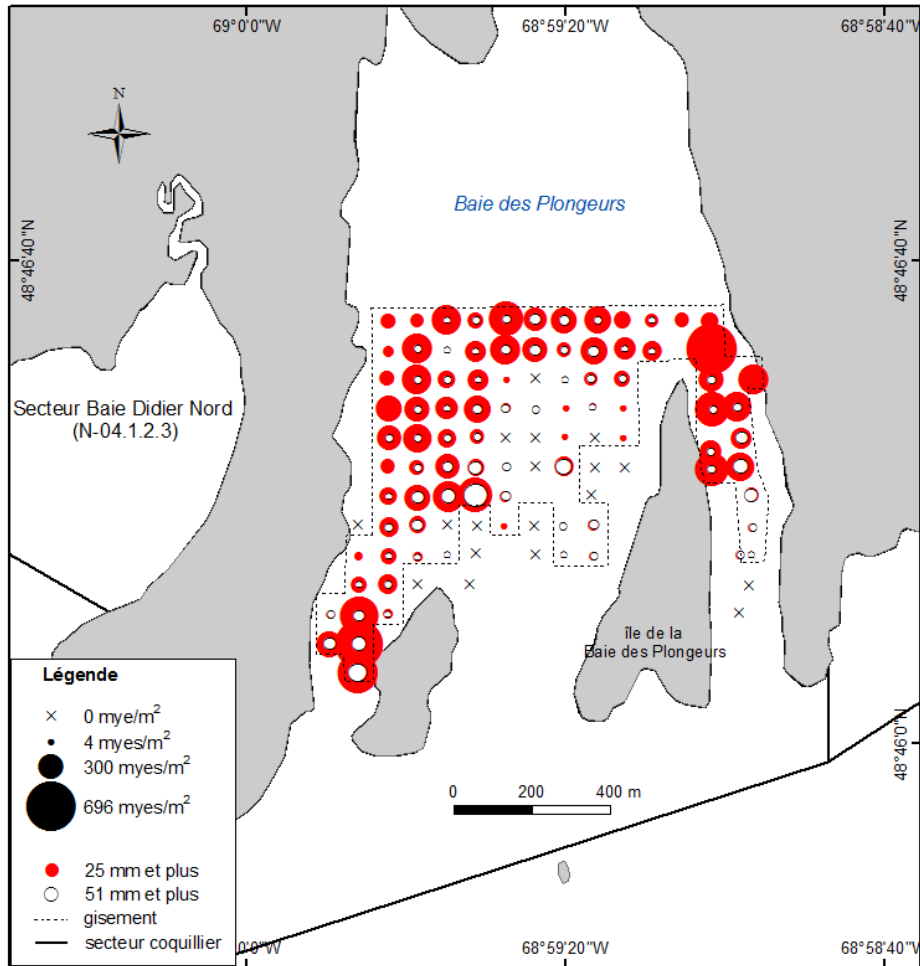 69°0'0"W 68°59'20"W 68°58'40"W
N
Baie des Plongeurs
48°46'40"N 48°46'40"N
Secteur Baie Didier Nord
(N-04.1.2.3)
île de la
Baie des Plongeurs
48°46'0"N
Légende
0 mye/m²
4 myes/m²
300 myes/m²
696 myes/m²
25 mm et plus
51 mm et plus
gisement
secteur coquillier
0 200 400 m
0'0"W 68°59'20"W 68°58'40"W